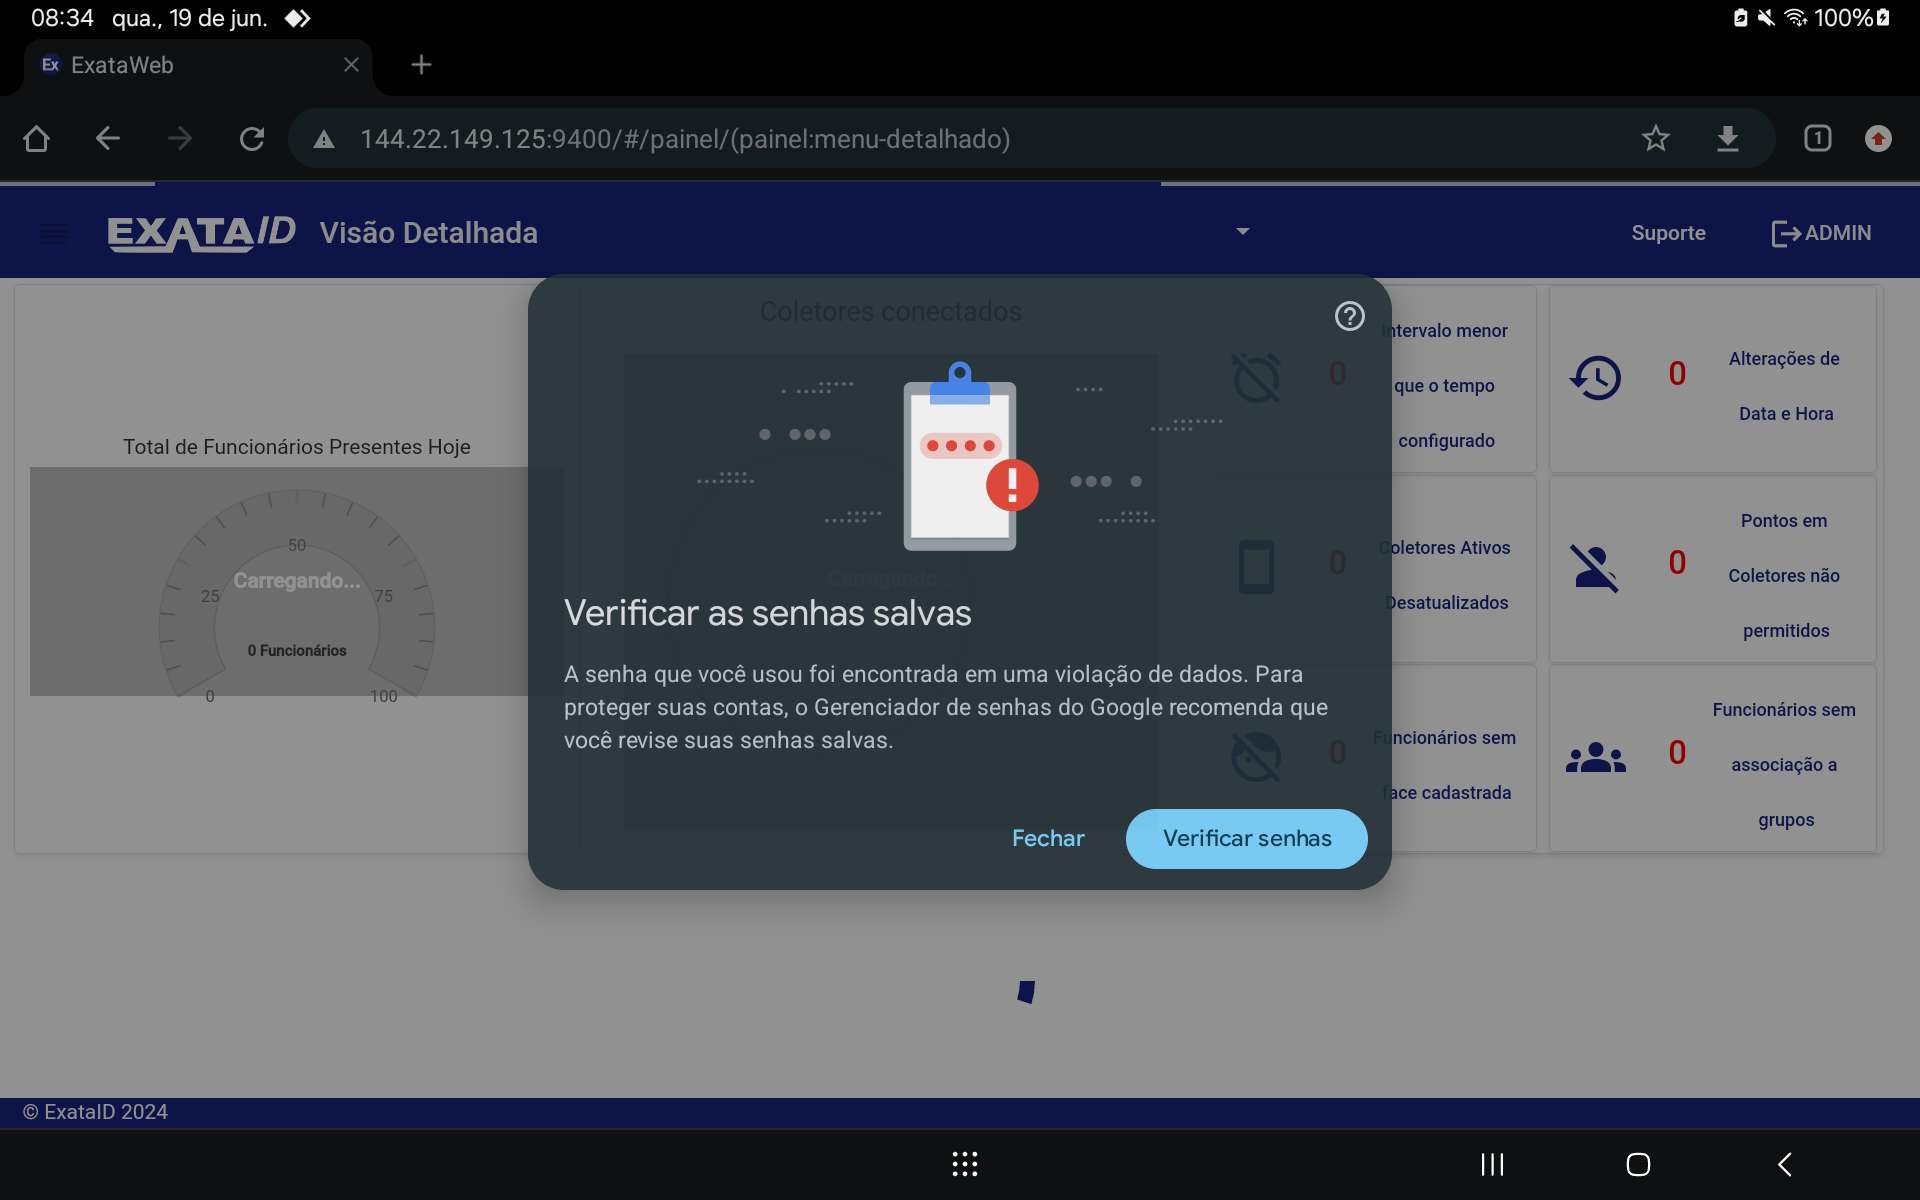 08:34 qua., 19 de jun.
100%
Ex ExataWeb
144.22.149.125:9400/#/painel/(painel:menu-detalhado)
1
EXATAID Visão Detalhada
Suporte
ADMIN
Coletores conectados
Total de Funcionários Presentes Hoje
50
Carregando...
25
75
0 Funcionários
0
100
Carregando...
Verificar as senhas salvas
A senha que você usou foi encontrada em uma violação de dados. Para
proteger suas contas, o Gerenciador de senhas do Google recomenda que
você revise suas senhas salvas.
Fechar
Verificar senhas
0
Intervalo menor
que o tempo
configurado
0
Alterações de
Data e Hora
0
Coletores Ativos
Desatualizados
0
Pontos em
Coletores não
permitidos
0
Funcionários sem
face cadastrada
0
Funcionários sem
associação a
grupos
© ExataID 2024